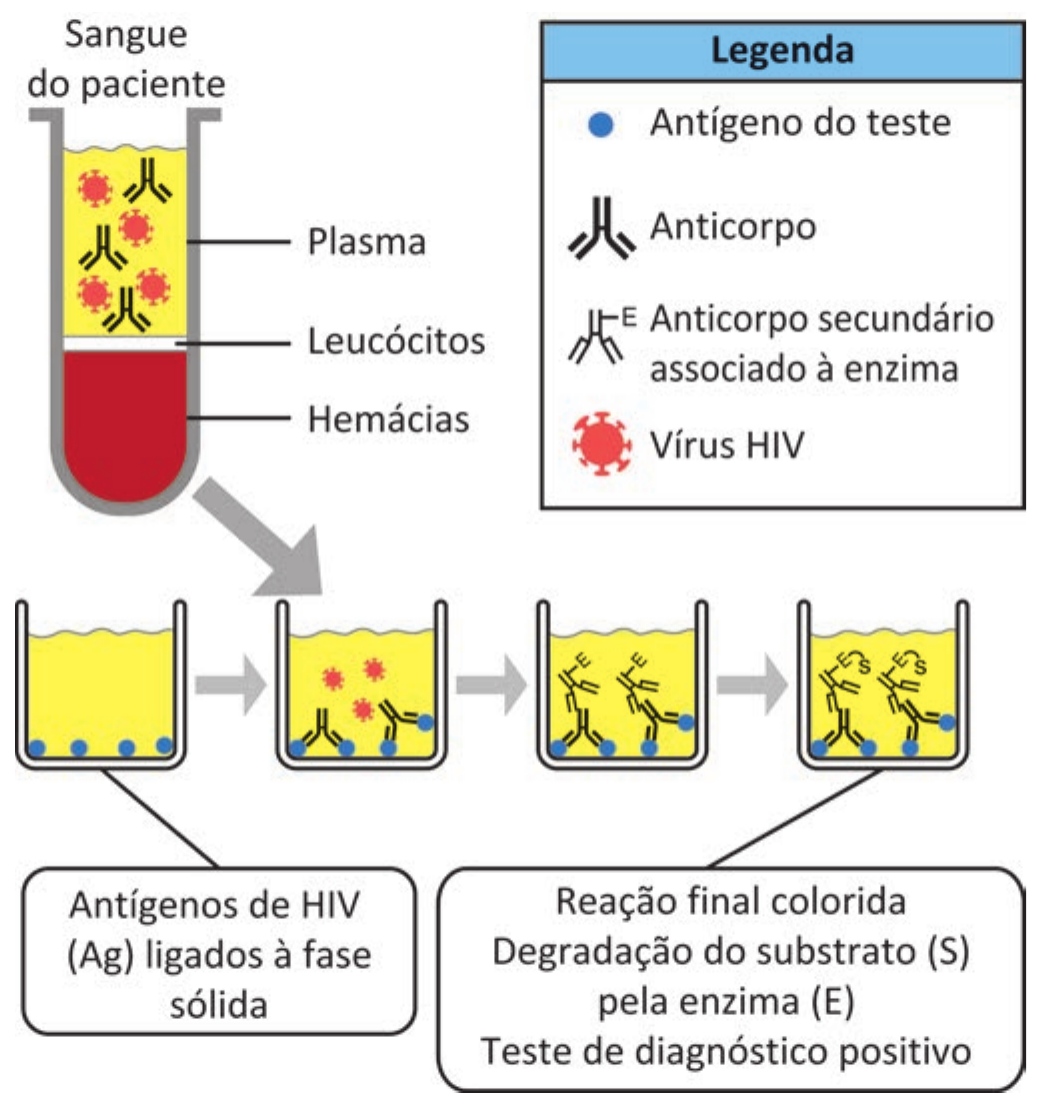 Sangue
do paciente
Plasma
Leucócitos
Hemácias
Legenda
Antígeno do teste
Anticorpo
E
Anticorpo secundário
associado à enzima
Vírus HIV
E
E
E
S
E
S
Antígenos de HIV
(Ag) ligados à fase
sólida
Reação final colorida
Degradação do substrato (S)
pela enzima (E)
Teste de diagnóstico positivo